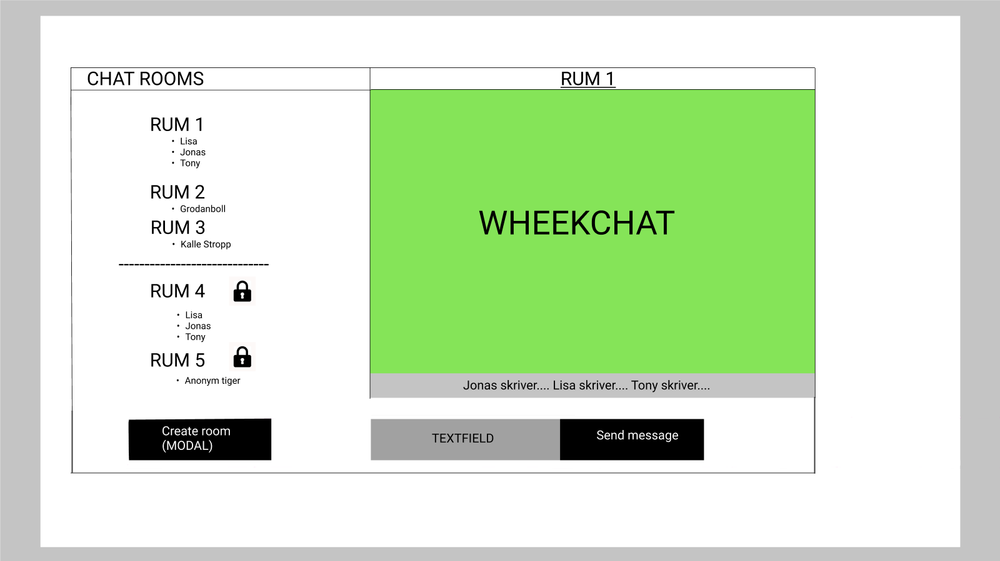 CHAT ROOMS
RUM 1
• Lisa
• Jonas
• Tony
RUM 2
• Grodanboll
RUM 3
• Kalle Stropp
-----------------------------
RUM 4
• Lisa
• Jonas
• Tony
RUM 5
• Anonym tiger
Create room
(MODAL)
RUM 1
WHEEKCHAT
Jonas skriver.... Lisa skriver.... Tony skriver....
TEXTFIELD
Send message